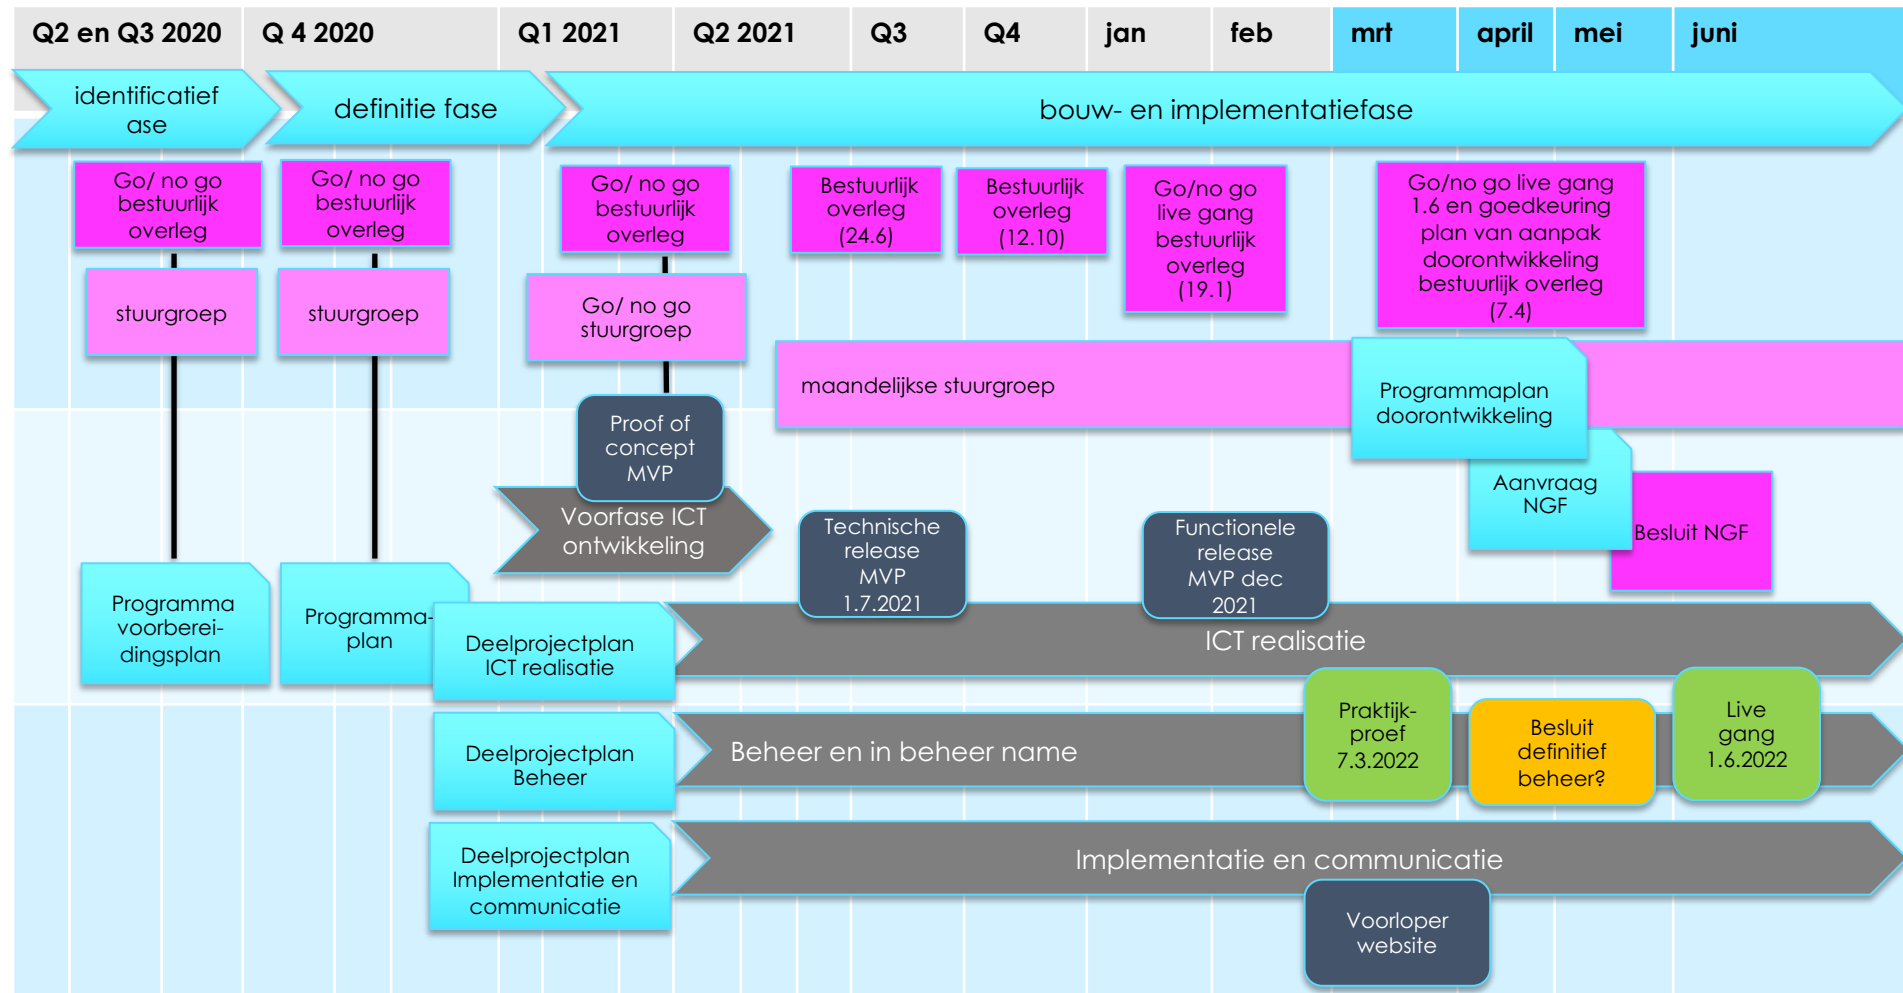 Q2 en Q3 2020
Q 4 2020
Q1 2021
Q2 2021
Q3
Q4
jan
feb
mrt
april
mei
juni
identificatief
ase
definitie fase
bouw- en implementatiefase
Go/ no go
bestuurlijk
overleg
Go/ no go
bestuurlijk
overleg
Go/ no go
bestuurlijk
overleg
Bestuurlijk
overleg
(24.6)
Bestuurlijk
overleg
(12.10)
Go/no go
live gang
bestuurlijk
overleg
(19.1)
Go/no go live gang
1.6 en goedkeuring
plan van aanpak
doorontwikkeling
bestuurlijk overleg
(7.4)
stuurgroep
stuurgroep
Go/ no go
stuurgroep
maandelijkse stuurgroep
Programmaplan
doorontwikkeling
Proof of
concept
MVP
Aanvraag
NGF
Besluit NGF
Voorfase ICT
ontwikkeling
Technische
release
MVP
1.7.2021
Functionele
release
MVP dec
2021
Programma
voorberei-
dingsplan
Programma-
plan
Deelprojectplan
ICT realisatie
ICT realisatie
Deelprojectplan
Beheer
Beheer en in beheer name
Praktijk-
proef
7.3.2022
Besluit
definitief
beheer?
Live
gang
1.6.2022
Deelprojectplan
Implementatie en
communicatie
Implementatie en communicatie
Voorloper
website